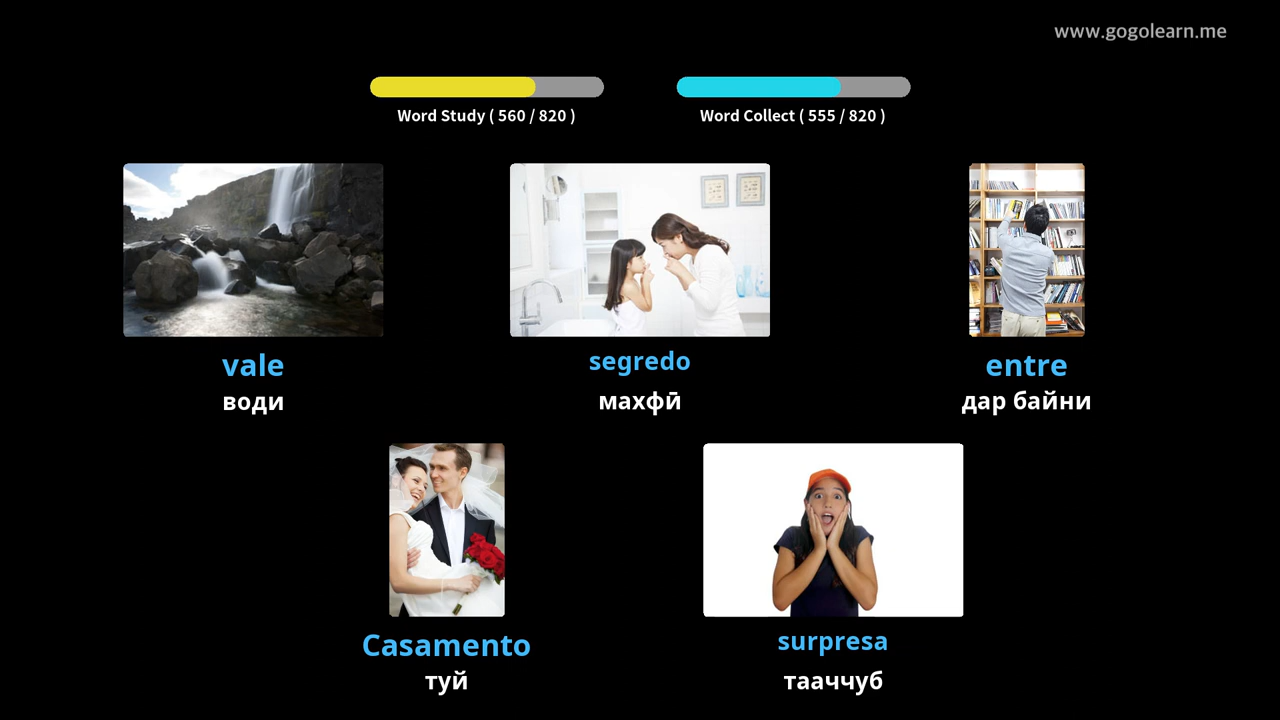 www.gogolearn.me
Word Study ( 560 / 820 )
Word Collect ( 555 / 820 )
vale
segredo
entre
води
махфӣ
дар байни
Casamento
surpresa
туй
тааччуб